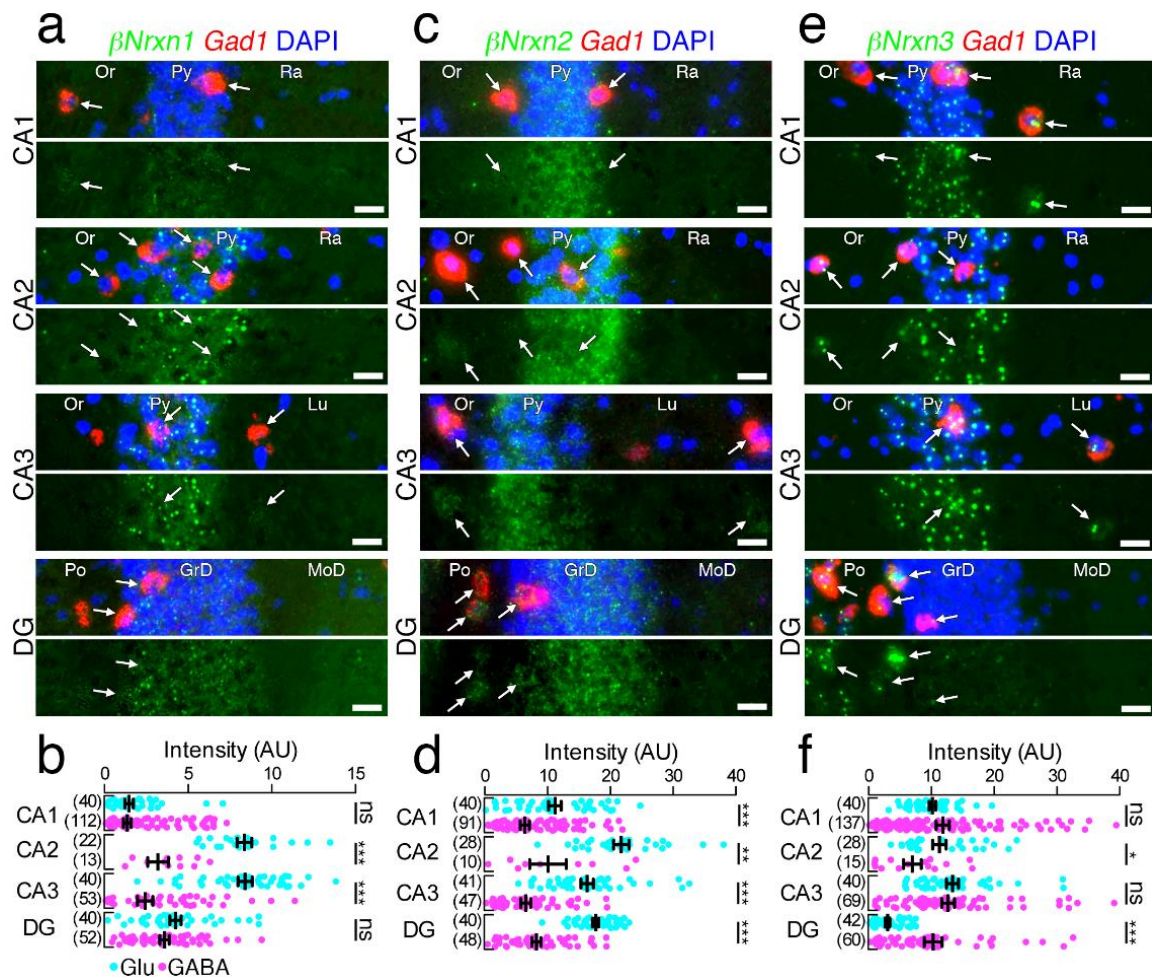 a
βNrxn1 Gad1 DAPI
CA1
Or Py Ra
CA2
Or Py Ra
CA3
Or Py Lu
DG
Po GrD MoD
c
βNrxn2 Gad1 DAPI
CA1
Or Py Ra
CA2
Or Py Ra
CA3
Or Py Lu
DG
Po GrD MoD
e
βNrxn3 Gad1 DAPI
CA1
Or Py Ra
CA2
Or Py Ra
CA3
Or Py Lu
DG
Po GrD MoD
b
Intensity (AU)
0 5 10 15
CA1 (40) ns
(112)
CA2 (22) ***
(13)
CA3 (40) ***
(53)
DG (40) ns
(52)
Glu GABA
d
Intensity (AU)
0 10 20 30 40
CA1 (40) ***
(91)
CA2 (28) **
(10)
CA3 (41) ***
(47)
DG (40) ***
(48)
f
Intensity (AU)
0 10 20 30 40
CA1 (40) ns
(137)
CA2 (28) *
(15)
CA3 (40) ns
(69)
DG (42) ***
(60)